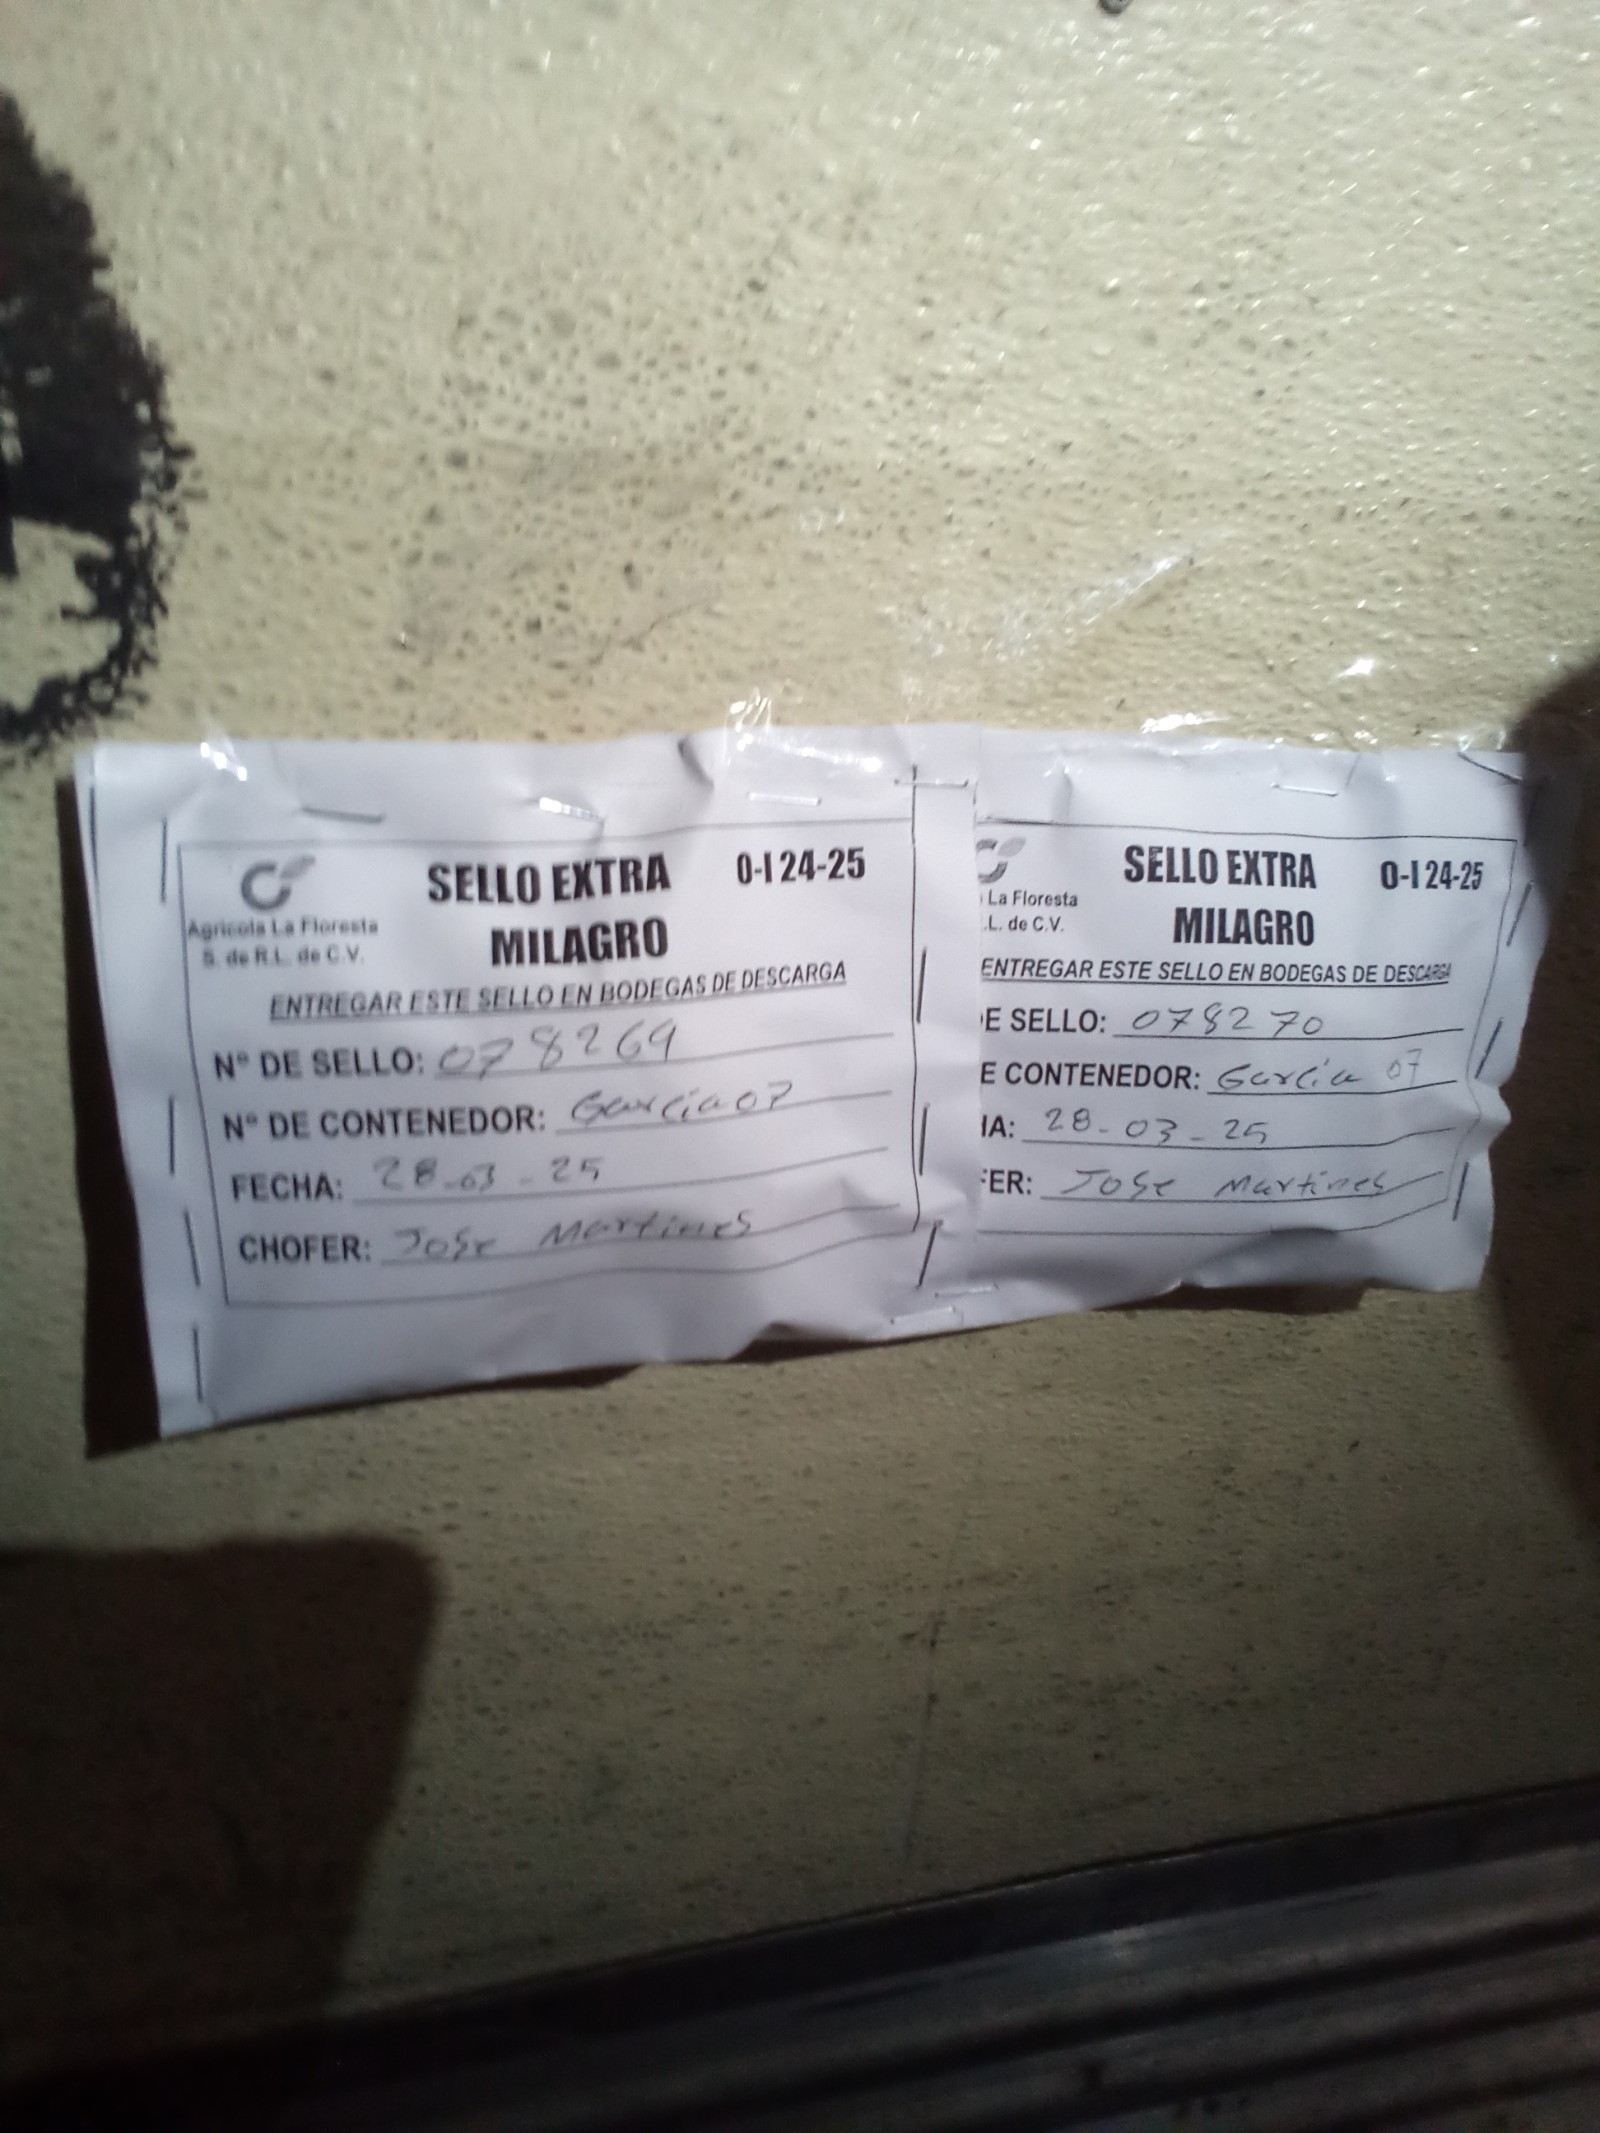 Agricola La Floresta
S. de R.L. de C.V.
SELLO EXTRA
MILAGRO
0-I 24-25
ENTREGAR ESTE SELLO EN BODEGAS DE DESCARGA
N° DE SELLO: 078269
N° DE CONTENEDOR: Garcia 07
FECHA: 28-03-25
CHOFER: Jose Martines
La Floresta
.L. de C.V.
SELLO EXTRA
MILAGRO
0-I 24-25
ENTREGAR ESTE SELLO EN BODEGAS DE DESCARGA
E SELLO: 078270
E CONTENEDOR: Garcia 07
IA: 28-03-25
FER: Jose Martines